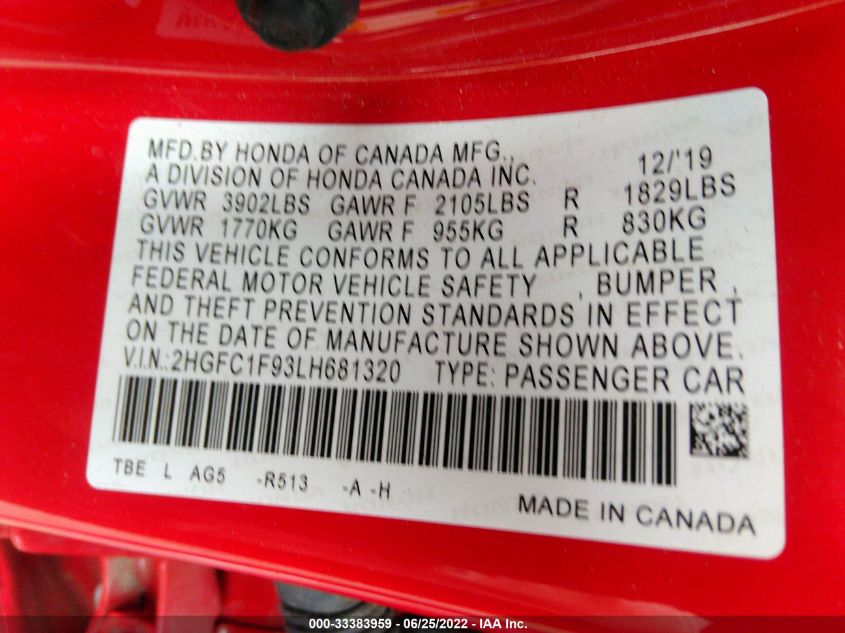 MFD. BY HONDA OF CANADA MFG., 12/'19
A DIVISION OF HONDA CANADA INC.
GVWR 3902LBS GAWR F 2105LBS R 1829LBS
GVWR 1770KG GAWR F 955KG R 830KG
THIS VEHICLE CONFORMS TO ALL APPLICABLE
FEDERAL MOTOR VEHICLE SAFETY , BUMPER ,
AND THEFT PREVENTION STANDARDS IN EFFECT
ON THE DATE OF MANUFACTURE SHOWN ABOVE.
V.I.N.: 2HGFC1F93LH681320 TYPE: PASSENGER CAR
TBE L AG5 -R513 -A -H
MADE IN CANADA
000-33383959 - 06/25/2022 - IAA Inc.